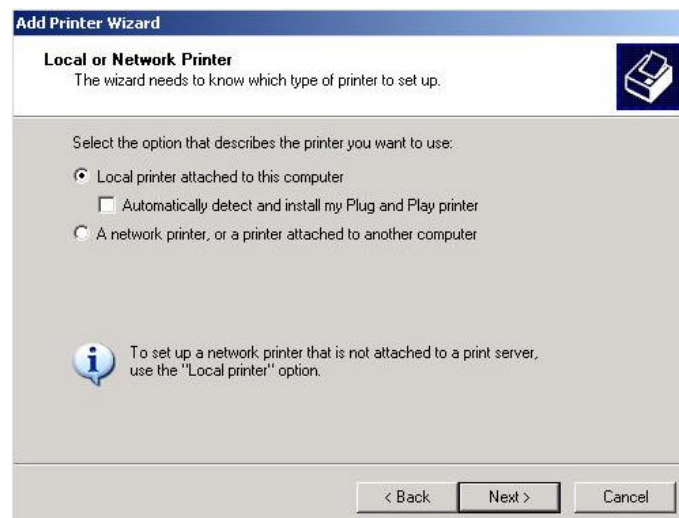 Add Printer Wizard
Local or Network Printer
The wizard needs to know which type of printer to set up.
Select the option that describes the printer you want to use:
Local printer attached to this computer
Automatically detect and install my Plug and Play printer
A network printer, or a printer attached to another computer
To set up a network printer that is not attached to a print server,
use the "Local printer" option.
< Back
Next >
Cancel